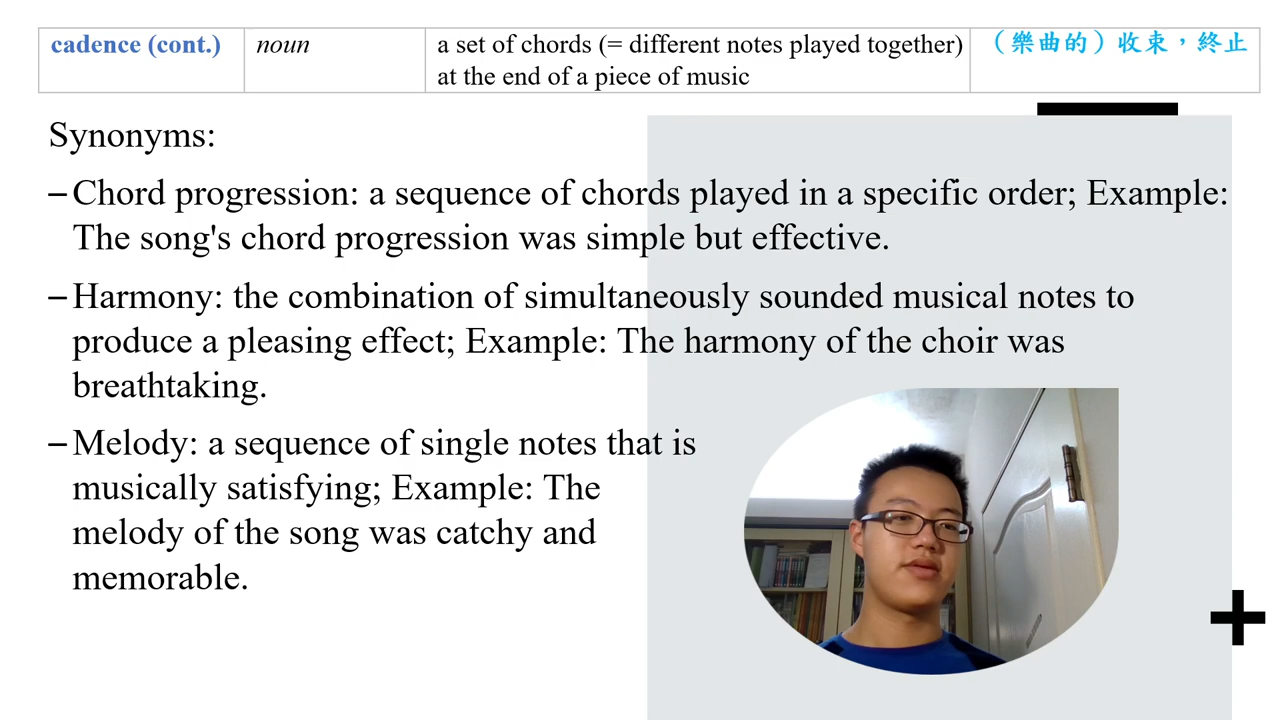 cadence (cont.) noun a set of chords (= different notes played together) （樂曲的）收束，終止
at the end of a piece of music
Synonyms:
– Chord progression: a sequence of chords played in a specific order; Example:
The song's chord progression was simple but effective.
– Harmony: the combination of simultaneously sounded musical notes to
produce a pleasing effect; Example: The harmony of the choir was
breathtaking.
– Melody: a sequence of single notes that is
musically satisfying; Example: The
melody of the song was catchy and
memorable.